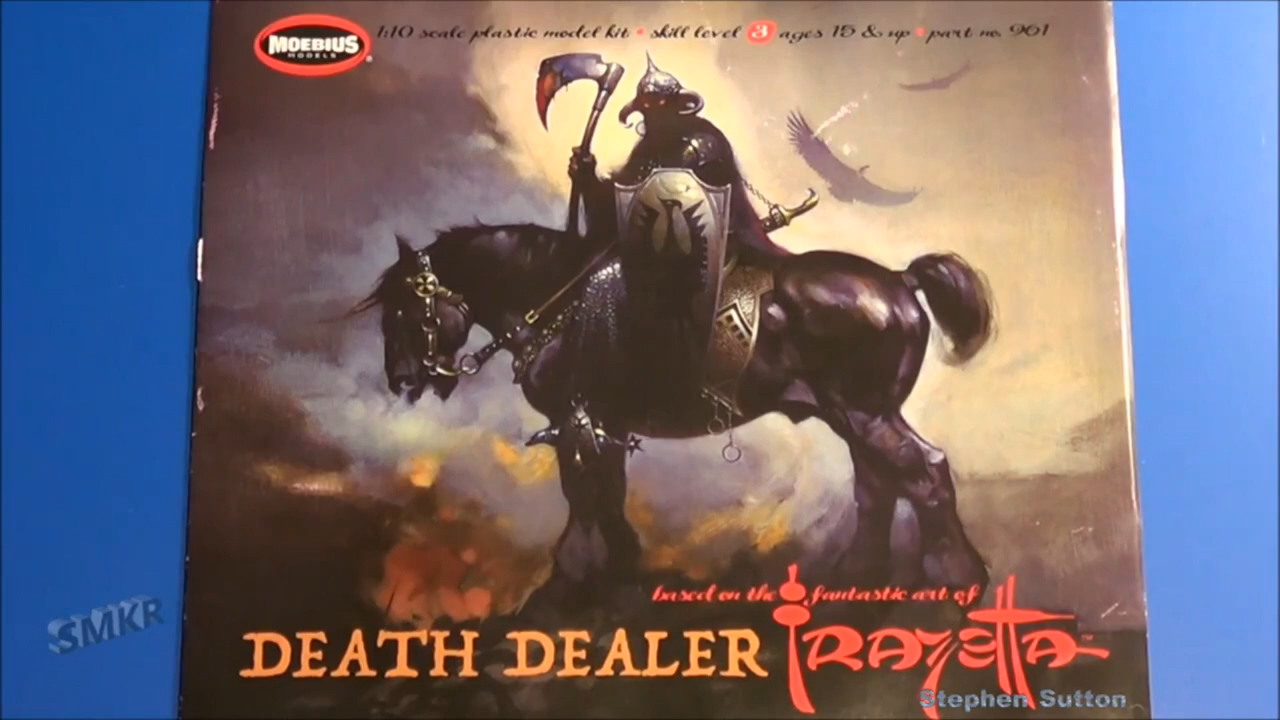 MOEBIUS
MODELS
1:10 scale plastic model kit • skill level 3 ages 15 & up • part no. 961
based on the fantastic art of
DEATH DEALER FRAZETTA™
SMKR
Stephen Sutton